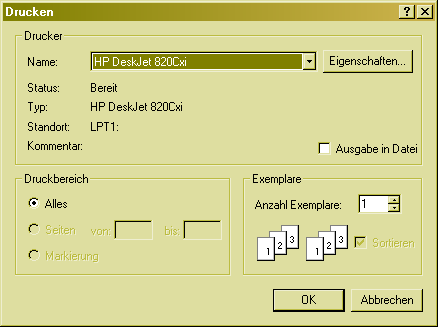 Drucken
Drucker
Name: HP DeskJet 820Cxi Eigenschaften...
Status: Bereit
Typ: HP DeskJet 820Cxi
Standort: LPT1:
Kommentar:
Ausgabe in Datei
Druckbereich
Alles
Seiten von: bis:
Markierung
Exemplare
Anzahl Exemplare: 1
1 2 3 1 2 3 Sortieren
OK Abbrechen